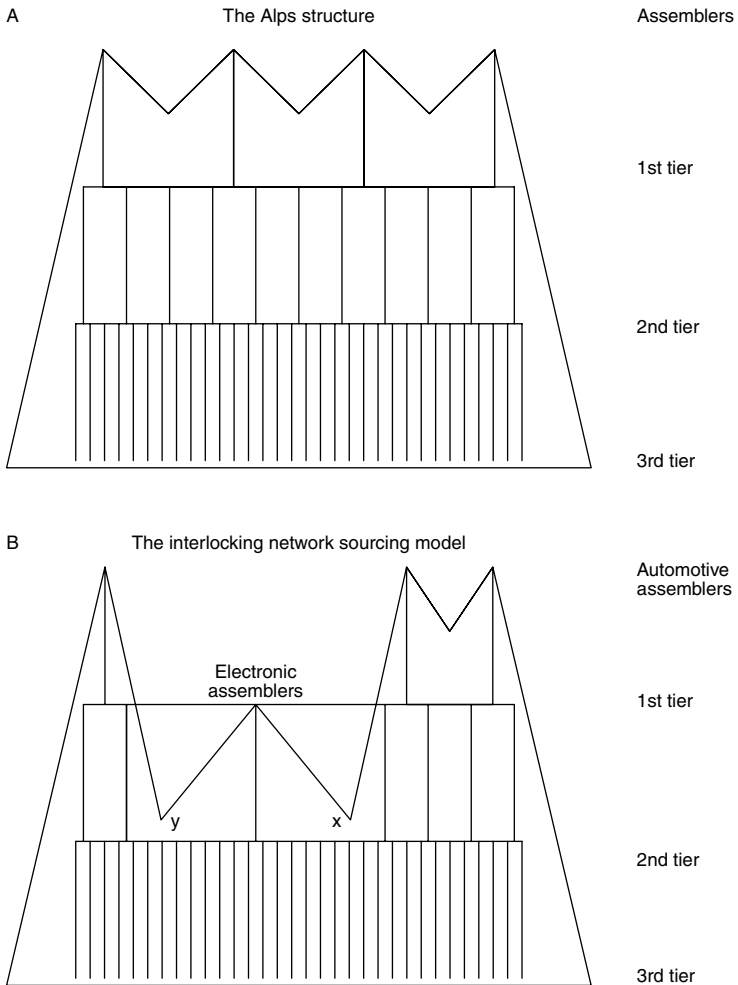 A
The Alps structure
Assemblers
1st tier
2nd tier
3rd tier
B
The interlocking network sourcing model
Automotive
assemblers
Electronic
assemblers
1st tier
y
x
2nd tier
3rd tier